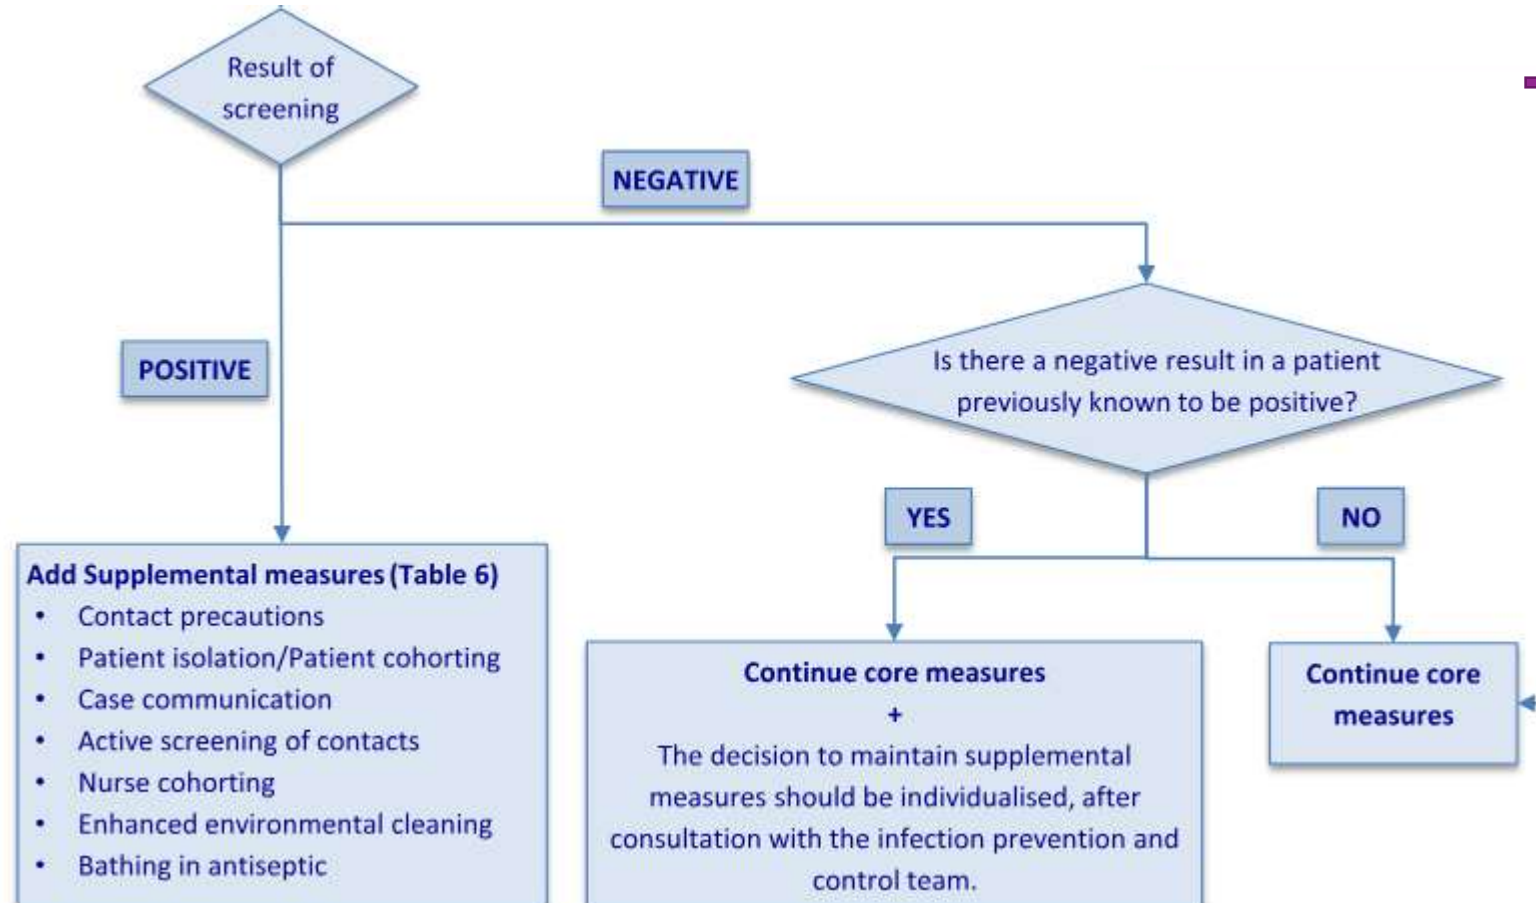 Result of
screening
NEGATIVE
POSITIVE
Is there a negative result in a patient
previously known to be positive?
YES
NO
Add Supplemental measures (Table 6)
• Contact precautions
• Patient isolation/Patient cohorting
• Case communication
• Active screening of contacts
• Nurse cohorting
• Enhanced environmental cleaning
• Bathing in antiseptic
Continue core measures
+
The decision to maintain supplemental
measures should be individualised, after
consultation with the infection prevention and
control team.
Continue core
measures